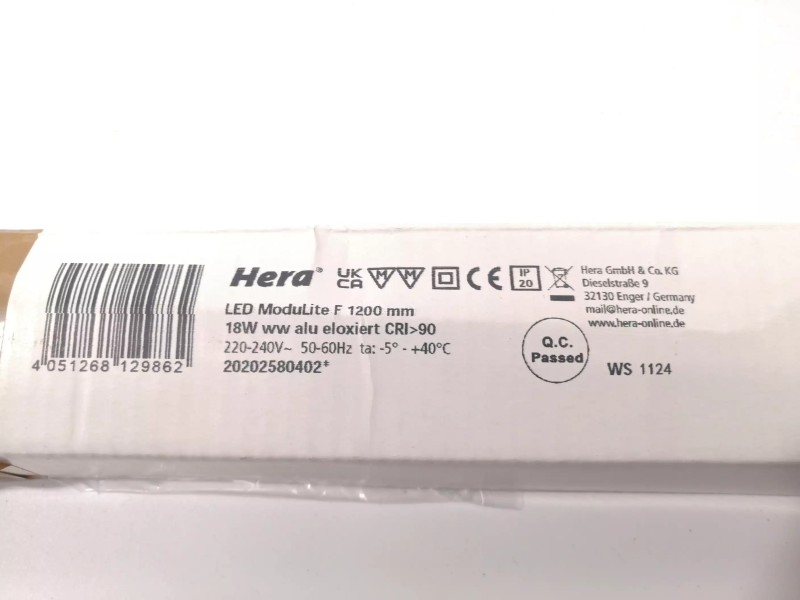 Hera®
UK
CA
M M
CE
IP
20
LED ModuLite F 1200 mm
18W ww alu eloxiert CRI>90
220-240V~ 50-60Hz ta: -5° - +40°C
20202580402*
4 051268 129862
Hera GmbH & Co. KG
Dieselstraße 9
32130 Enger / Germany
mail@hera-online.de
www.hera-online.de
Q.C.
Passed
WS 1124